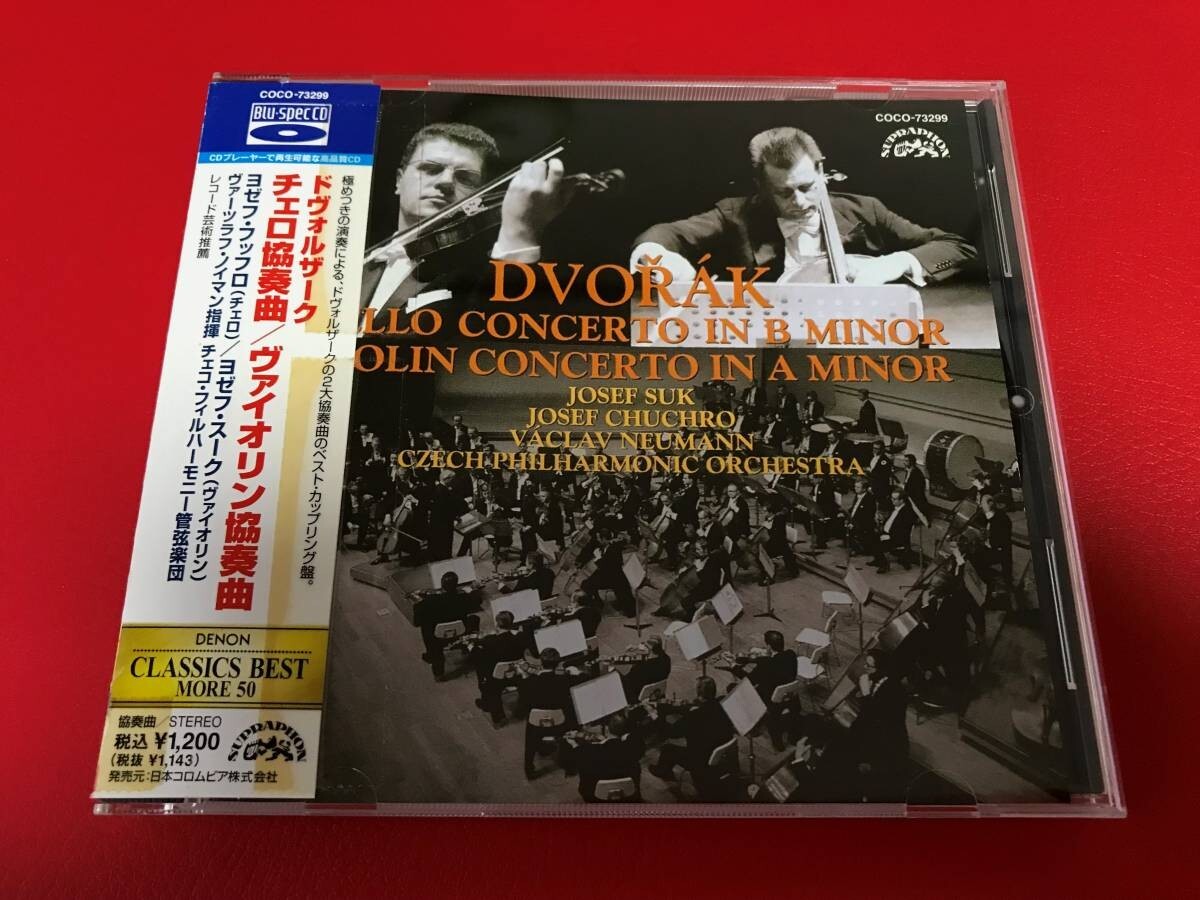 COCO-73299
Blu-spec CD
CDプレーヤーで再生可能な高品質CD
極めつきの演奏による、ドヴォルザークの2大協奏曲のベスト・カップリング盤。
ドヴォルザーク
チェロ協奏曲/ヴァイオリン協奏曲
ヨゼフ・フッフロ(チェロ)/ヨゼフ・スーク(ヴァイオリン)
ヴァーツラフ・ノイマン指揮 チェコ・フィルハーモニー管弦楽団
レコード芸術推薦
DENON
CLASSICS BEST
MORE 50
協奏曲/STEREO
税込 ¥1,200
(税抜 ¥1,143)
発売元:日本コロムビア株式会社
SUPRAPHON
COCO-73299
SUPRAPHON
DVOŘÁK
LLO CONCERTO IN B MINOR
OLIN CONCERTO IN A MINOR
JOSEF SUK
JOSEF CHUCHRO
VÁCLAV NEUMANN
CZECH PHILHARMONIC ORCHESTRA